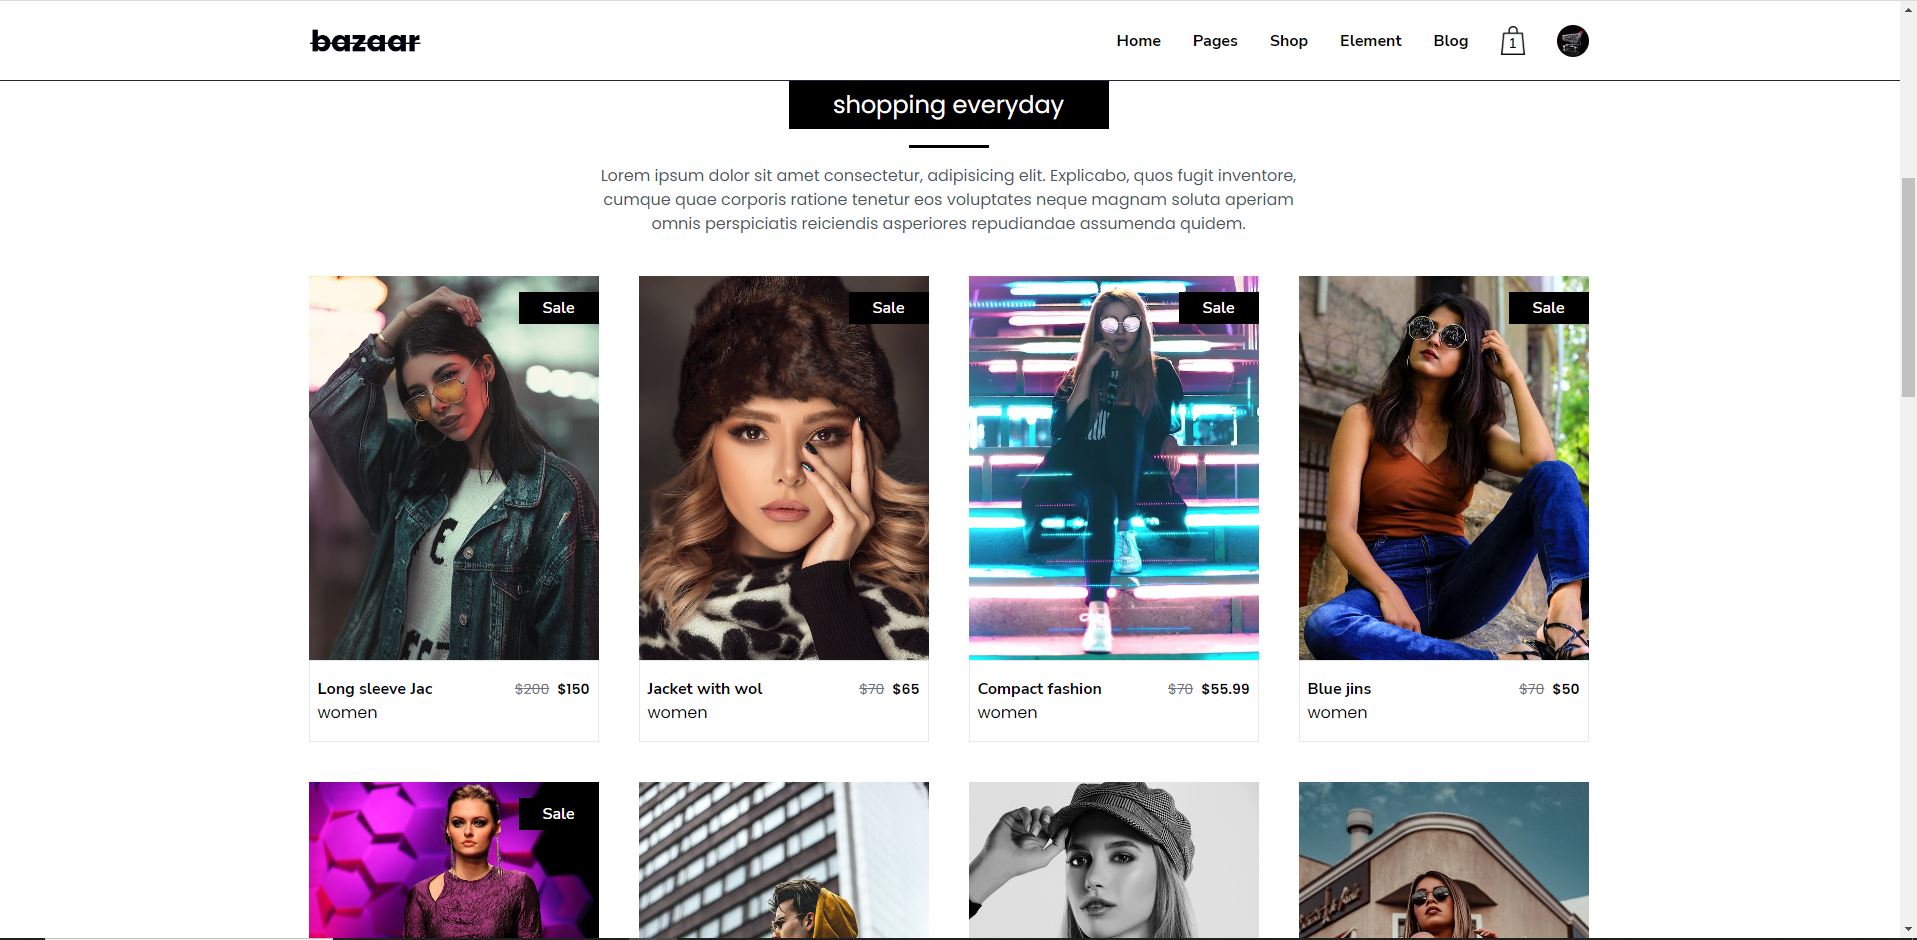 bazaar
Home Pages Shop Element Blog 1
shopping everyday
Lorem ipsum dolor sit amet consectetur, adipisicing elit. Explicabo, quos fugit inventore,
cumque quae corporis ratione tenetur eos voluptates neque magnam soluta aperiam
omnis perspiciatis reiciendis asperiores repudiandae assumenda quidem.
Sale
Sale
Sale
Sale
Long sleeve Jac $200 $150
women
Jacket with wol $70 $65
women
Compact fashion $70 $55.99
women
Blue jins $70 $50
women
Sale